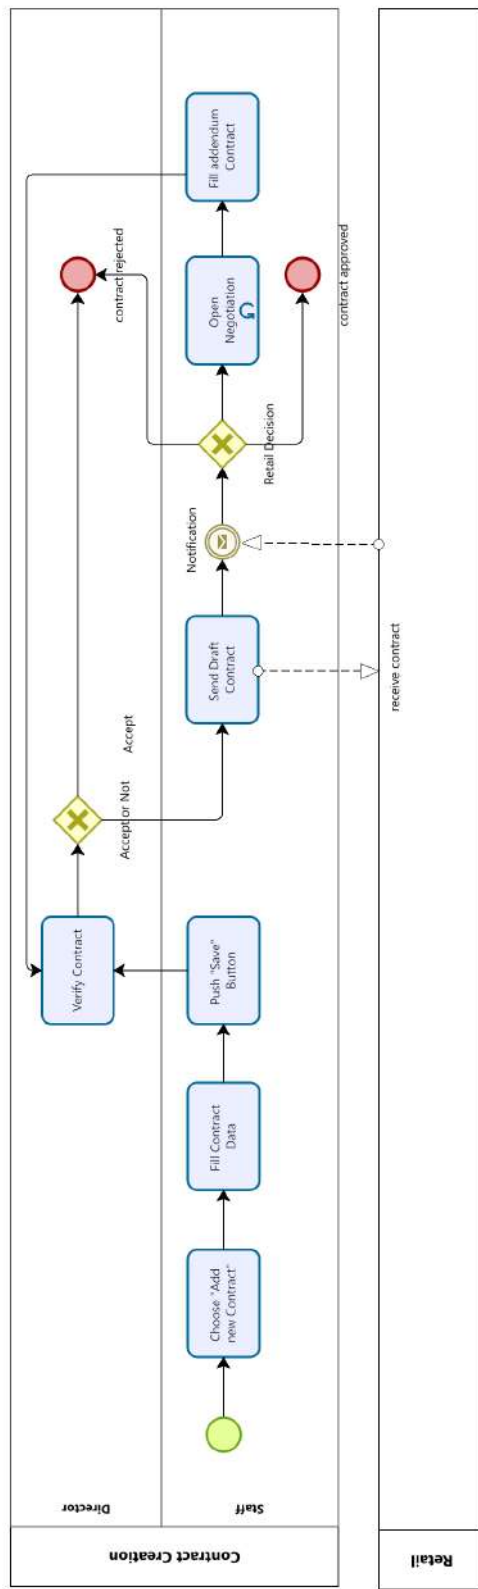 Contract Creation
Director
Staff
Verify Contract
Accept or Not
Accept
contract rejected
Choose "Add
new Contract"
Fill Contract
Data
Push "Save"
Button
Send Draft
Contract
Notification
Retail Decision
Open
Negotiation
Fill addendum
Contract
contract approved
Retail
receive contract